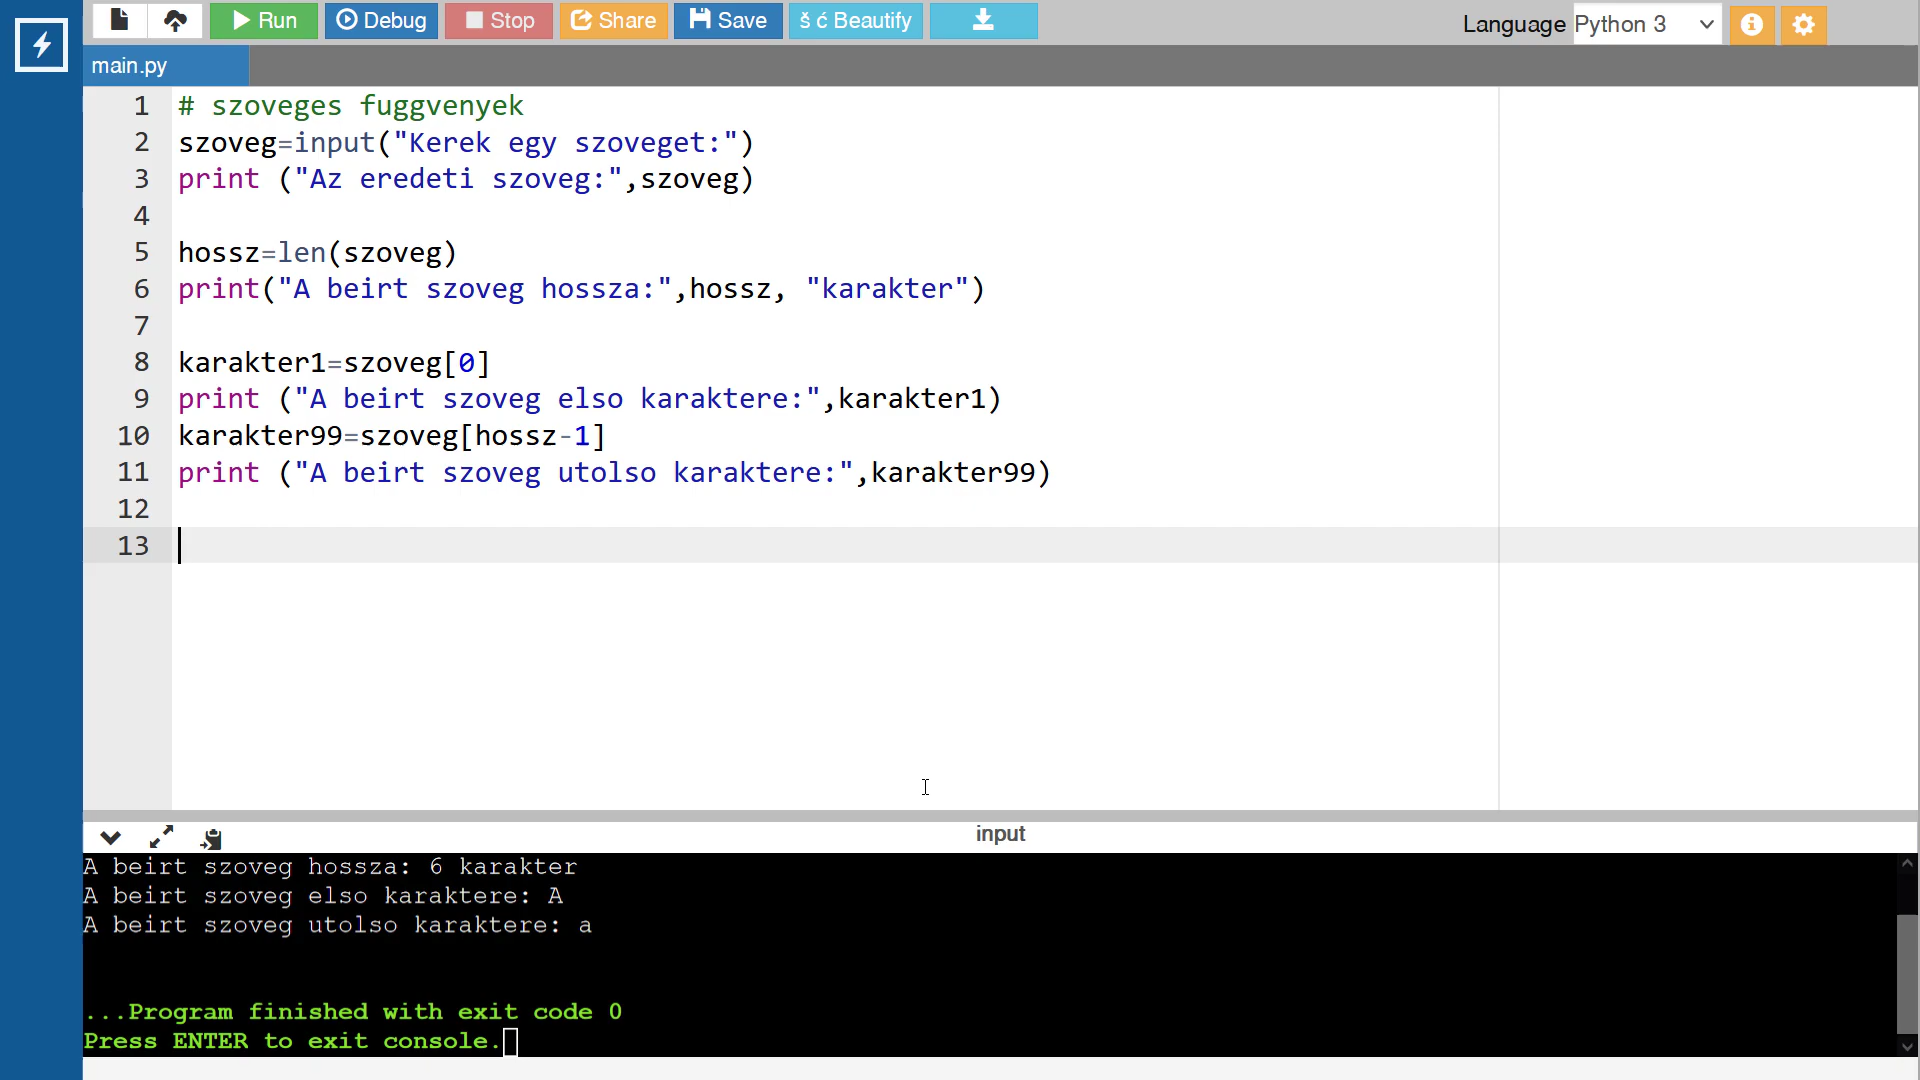 Run Debug Stop Share Save š ć Beautify Language Python 3
main.py
1 # szoveges fuggvenyek
2 szoveg=input("Kerek egy szoveget:")
3 print ("Az eredeti szoveg:",szoveg)
4
5 hossz=len(szoveg)
6 print("A beirt szoveg hossza:",hossz, "karakter")
7
8 karakter1=szoveg[0]
9 print ("A beirt szoveg elso karaktere:",karakter1)
10 karakter99=szoveg[hossz-1]
11 print ("A beirt szoveg utolso karaktere:",karakter99)
12
13
input
A beirt szoveg hossza: 6 karakter
A beirt szoveg elso karaktere: A
A beirt szoveg utolso karaktere: a
...Program finished with exit code 0
Press ENTER to exit console.